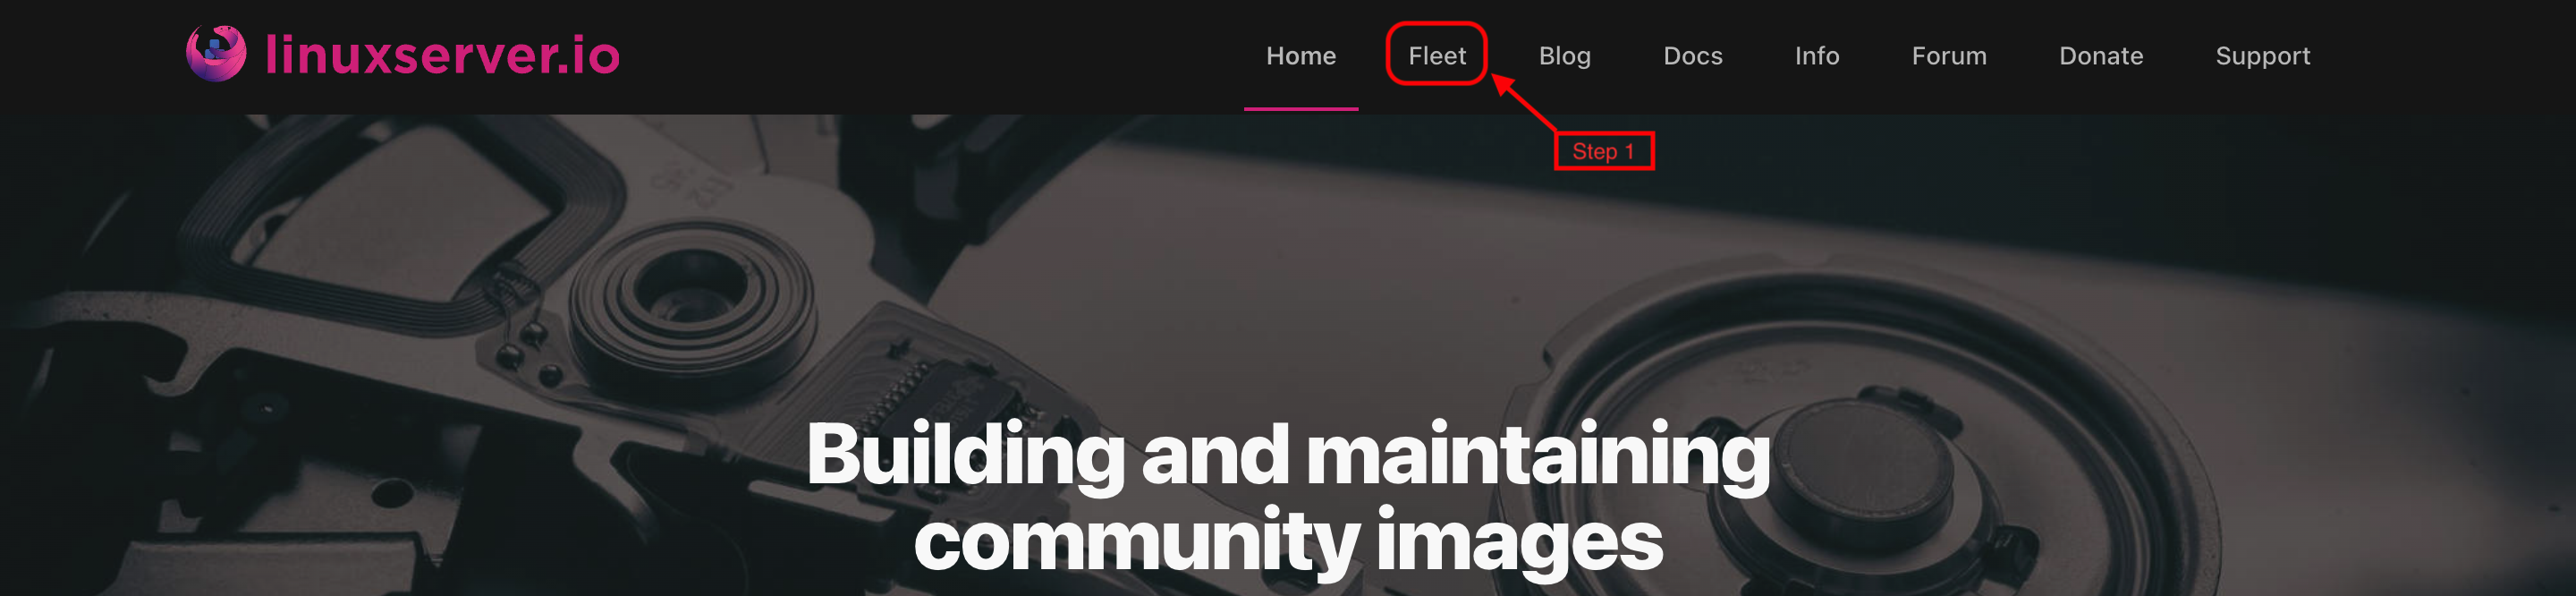 linuxserver.io
Home Fleet Blog Docs Info Forum Donate Support
Step 1
Building and maintaining
community images